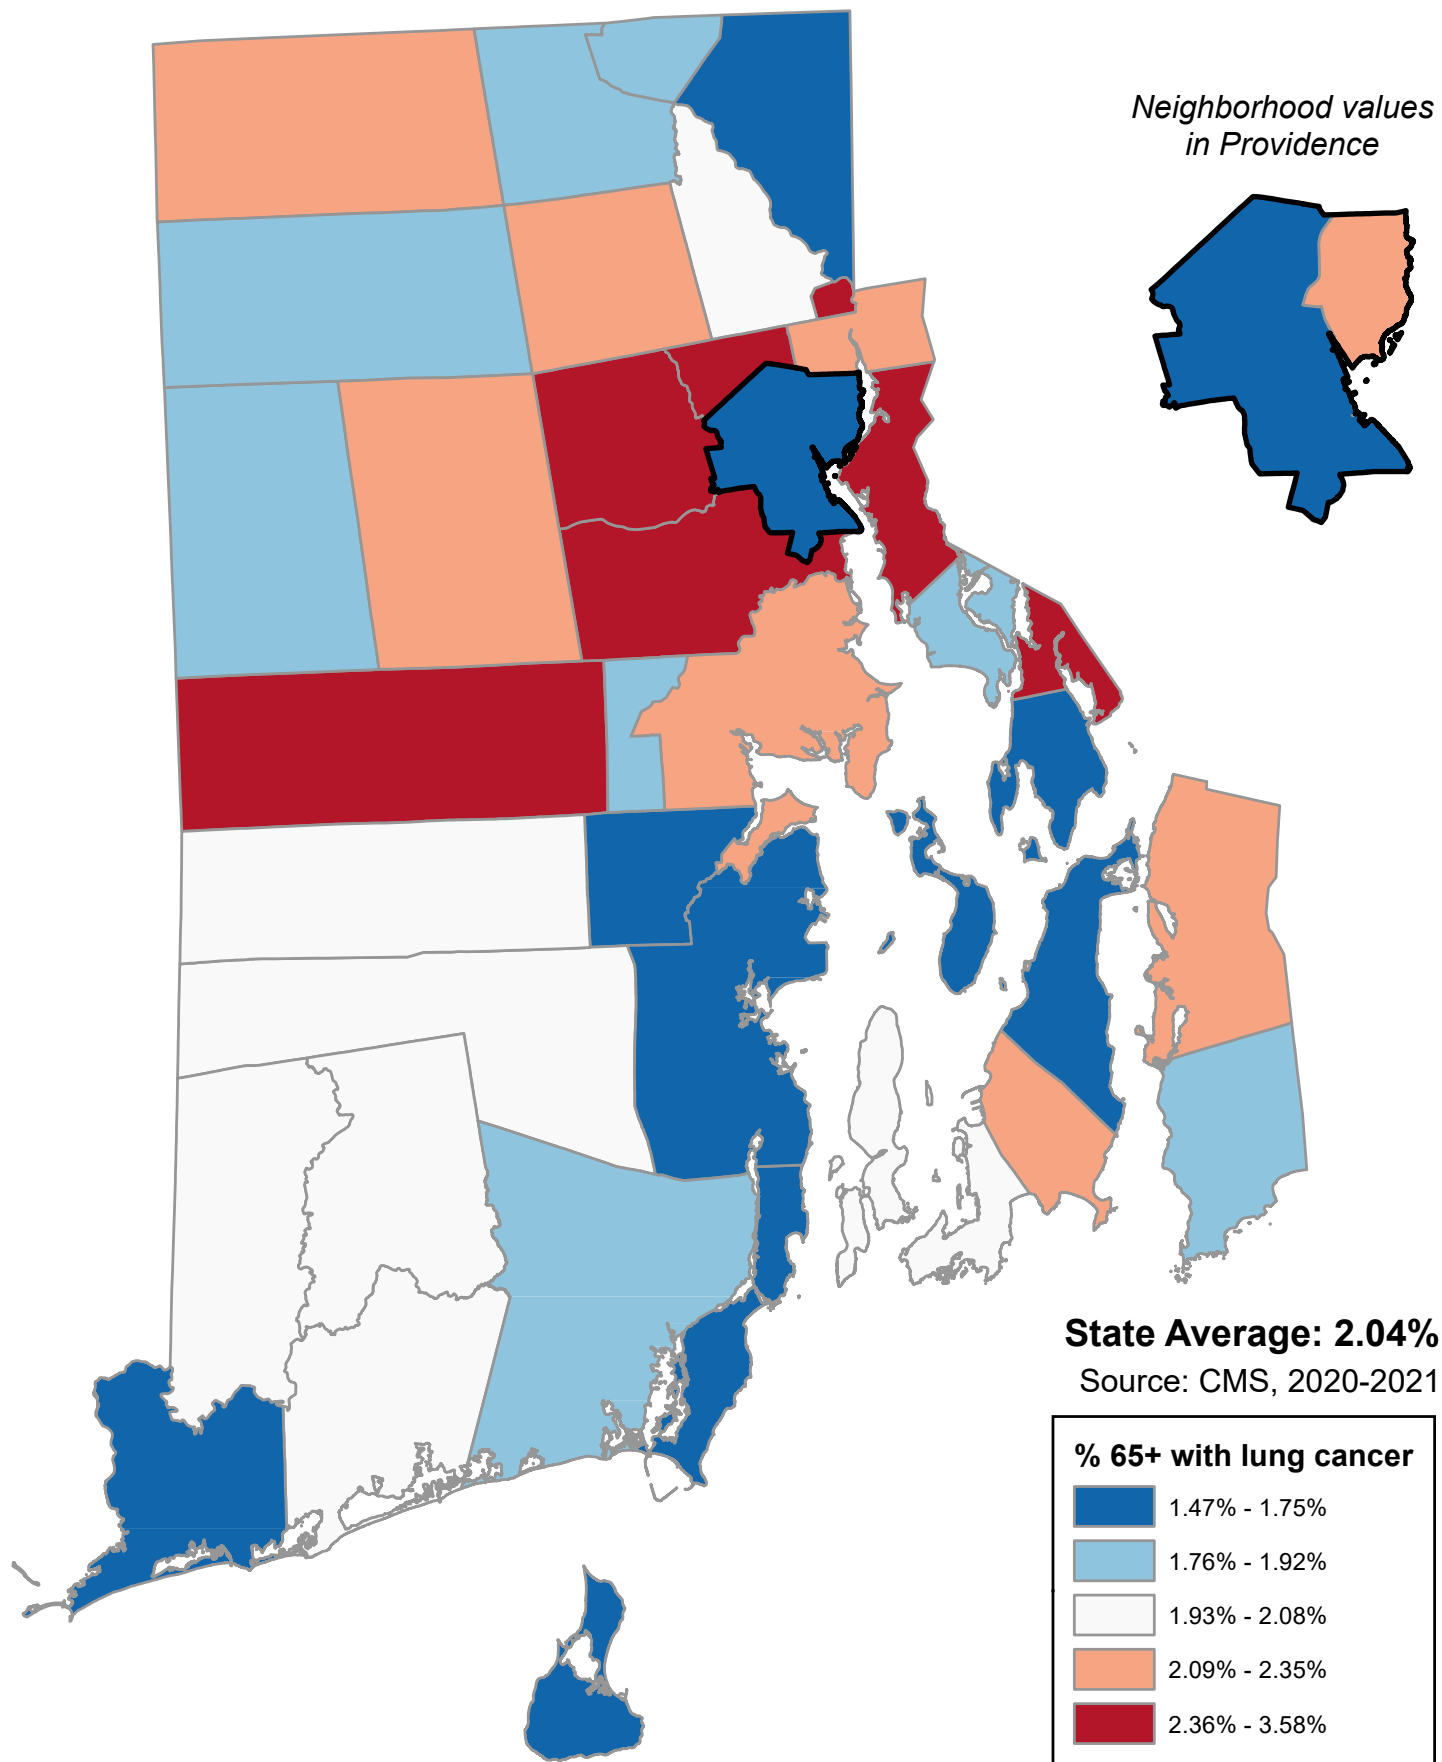 Neighborhood values
in Providence
State Average: 2.04%
Source: CMS, 2020-2021
% 65+ with lung cancer
1.47% - 1.75%
1.76% - 1.92%
1.93% - 2.08%
2.09% - 2.35%
2.36% - 3.58%